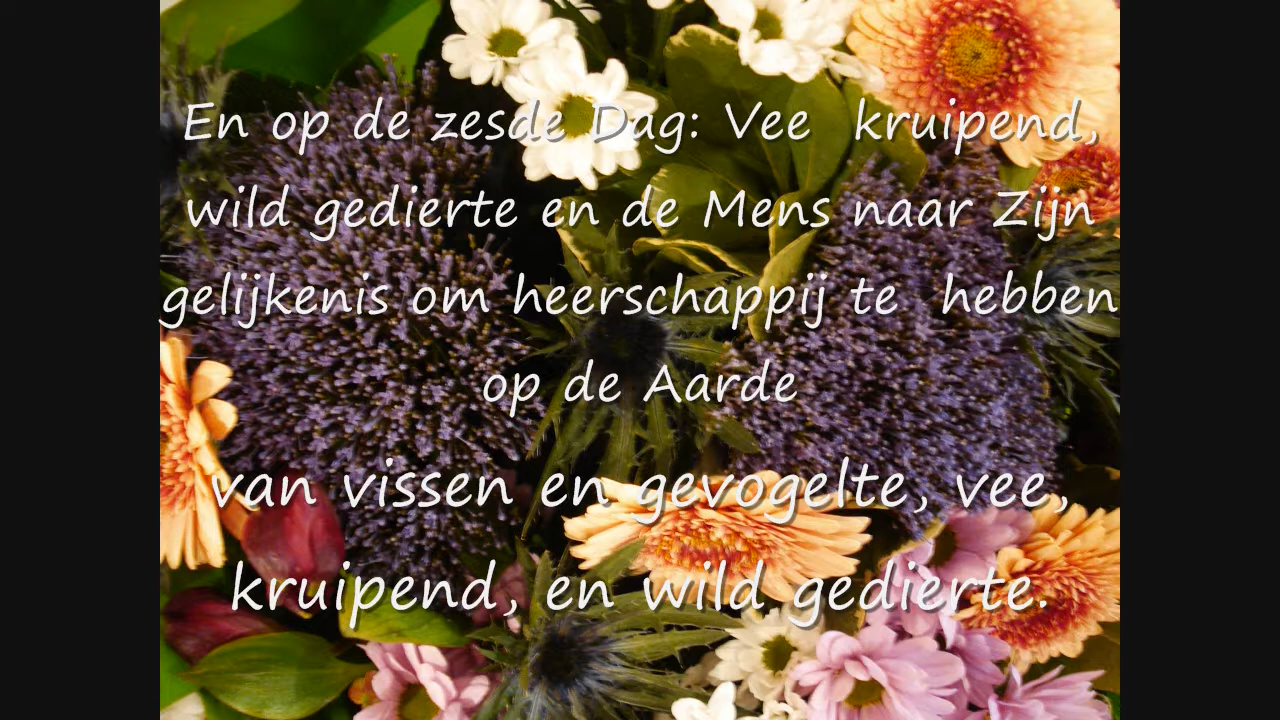 En op de zesde Dag: Vee kruipend,
wild gedierte en de Mens naar Zijn
gelijkenis om heerschappij te hebben
op de Aarde
van vissen en gevogelte, vee,
kruipend, en wild gedierte.